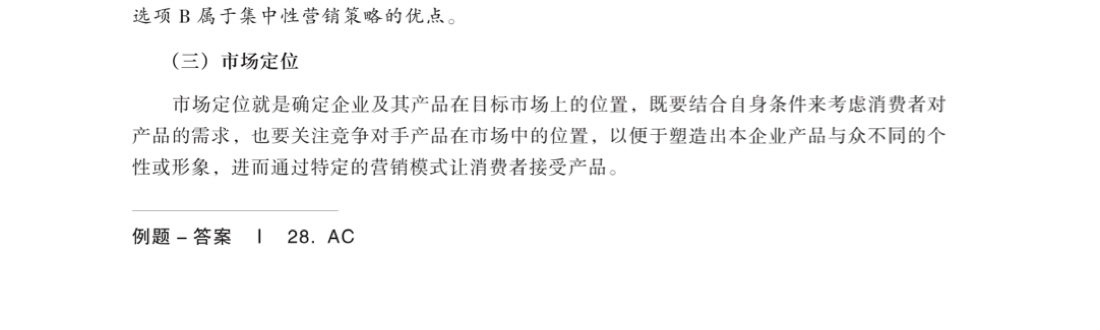 选项 B 属于集中性营销策略的优点。
（三）市场定位
市场定位就是确定企业及其产品在目标市场上的位置，既要结合自身条件来考虑消费者对
产品的需求，也要关注竞争对手产品在市场中的位置，以便于塑造出本企业产品与众不同的个
性或形象，进而通过特定的营销模式让消费者接受产品。
例题 – 答案 | 28. AC